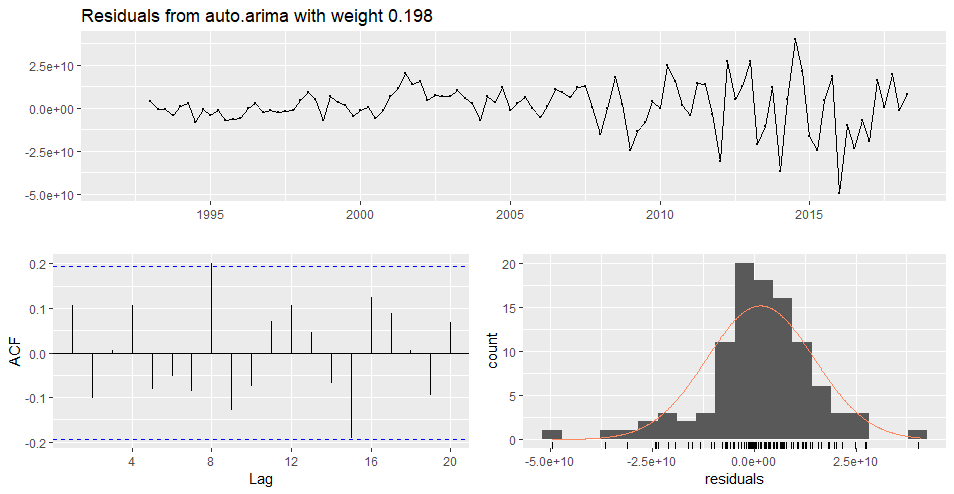 Residuals from auto.arima with weight 0.198
2.5e+10
0.0e+00
-2.5e+10
-5.0e+10
1995 2000 2005 2010 2015
ACF
0.2
0.1
0.0
-0.1
-0.2
4 8 12 16 20
Lag
count
20
15
10
5
0
-5.0e+10 -2.5e+10 0.0e+00 2.5e+10
residuals